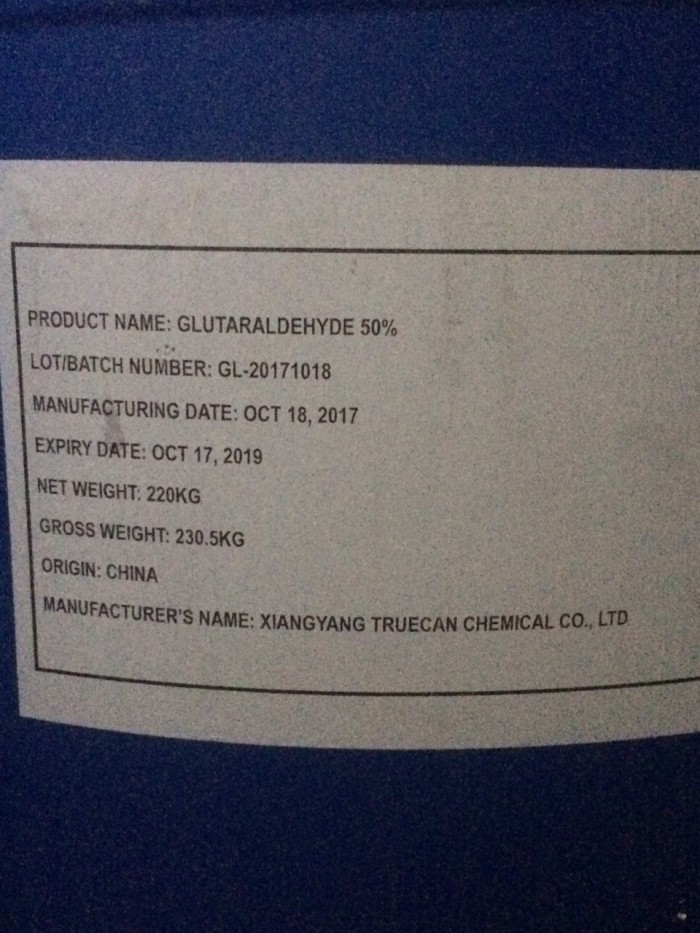 PRODUCT NAME: GLUTARALDEHYDE 50%
LOT/BATCH NUMBER: GL-20171018
MANUFACTURING DATE: OCT 18, 2017
EXPIRY DATE: OCT 17, 2019
NET WEIGHT: 220KG
GROSS WEIGHT: 230.5KG
ORIGIN: CHINA
MANUFACTURER'S NAME: XIANGYANG TRUECAN CHEMICAL CO., LTD